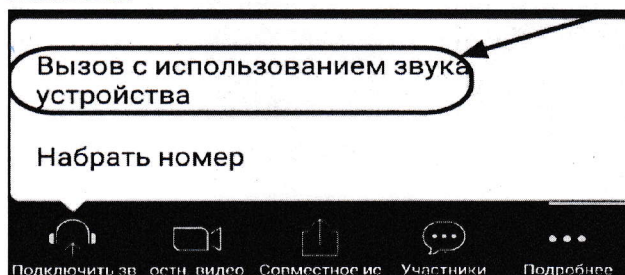 Вызов с использованием звука
устройства
Набрать номер
Подключить зв остн. видео Совместное ис Участники Подробнее